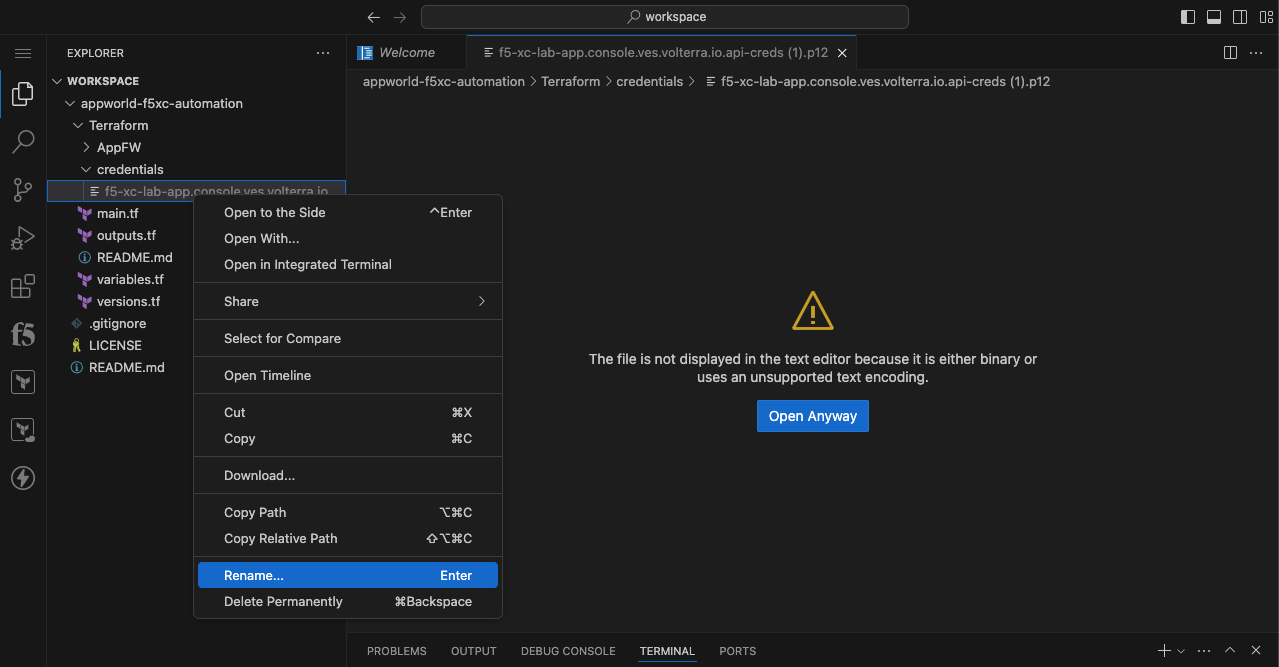 workspace
EXPLORER
Welcome
f5-xc-lab-app.console.ves.volterra.io.api-creds (1).p12
WORKSPACE
appworld-f5xc-automation
Terraform
AppFW
credentials
f5-xc-lab-app.console.ves.volterra.io...
main.tf
outputs.tf
README.md
variables.tf
versions.tf
.gitignore
LICENSE
README.md
f5
appworld-f5xc-automation > Terraform > credentials > f5-xc-lab-app.console.ves.volterra.io.api-creds (1).p12
Open to the Side ^Enter
Open With...
Open in Integrated Terminal
Share
Select for Compare
Open Timeline
Cut ⌘X
Copy ⌘C
Download...
Copy Path ⌥⌘C
Copy Relative Path ⇧⌥⌘C
Rename... Enter
Delete Permanently ⌘Backspace
The file is not displayed in the text editor because it is either binary or
uses an unsupported text encoding.
Open Anyway
PROBLEMS OUTPUT DEBUG CONSOLE TERMINAL PORTS